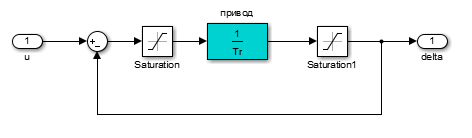 привод
1
u
+
−
Saturation
1
Tr
Saturation1
1
delta